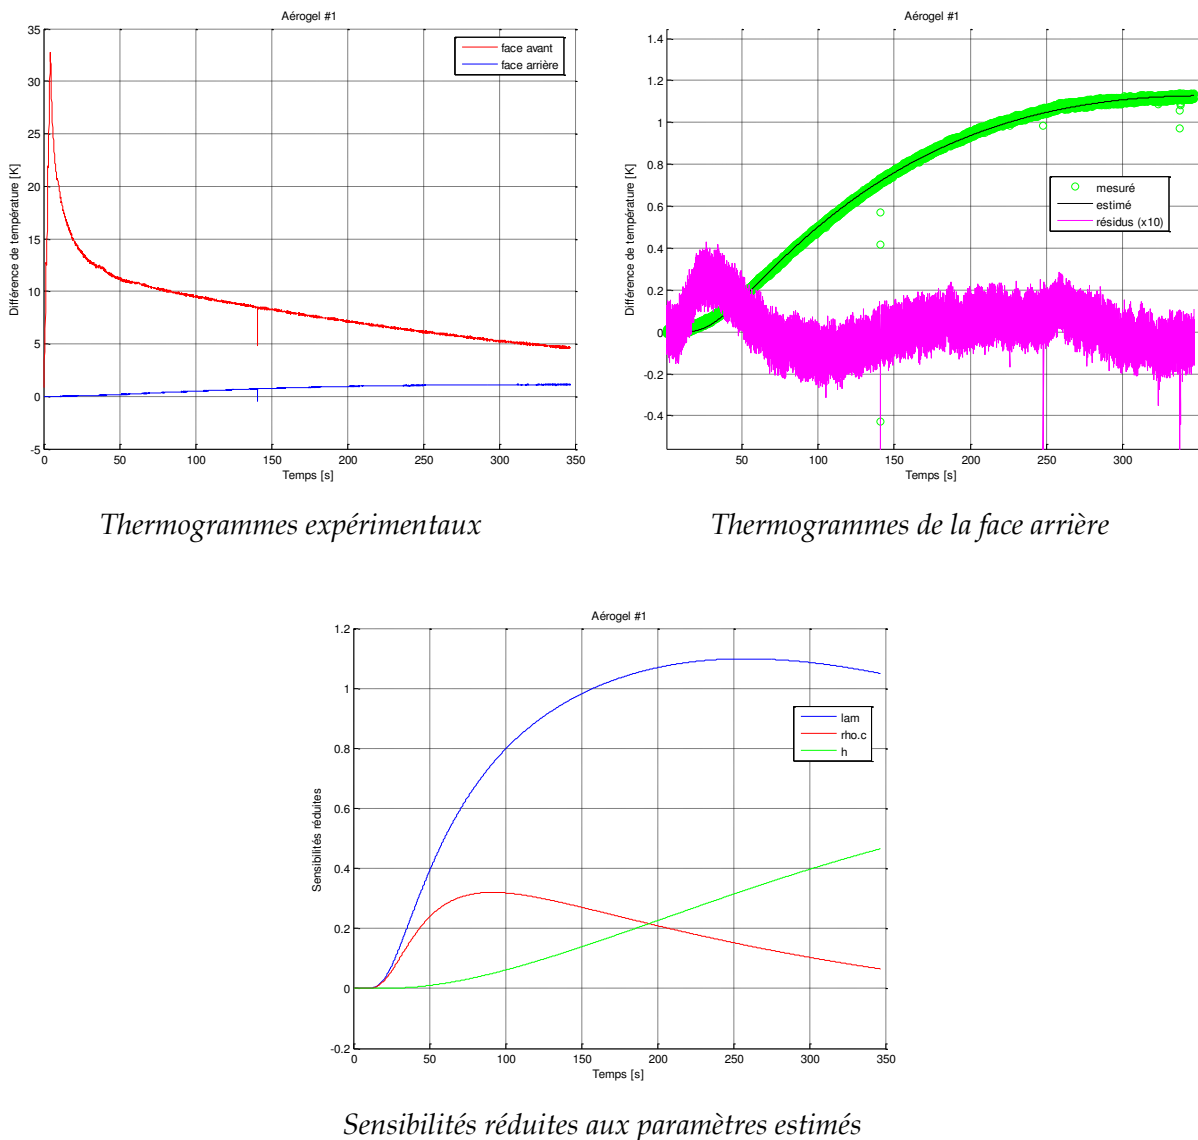 Aérogel #1
Différence de température [K]
35
30
25
20
15
10
5
0
-5
0 50 100 150 200 250 300 350
Temps [s]
face avant
face arrière
Thermogrammes expérimentaux
Aérogel #1
Différence de température [K]
1.4
1.2
1
0.8
0.6
0.4
0.2
0
-0.2
-0.4
50 100 150 200 250 300
Temps [s]
mesuré
estimé
résidus (x10)
Thermogrammes de la face arrière
Aérogel #1
Sensibilités réduites
1.2
1
0.8
0.6
0.4
0.2
0
-0.2
0 50 100 150 200 250 300 350
Temps [s]
lam
rho.c
h
Sensibilités réduites aux paramètres estimés